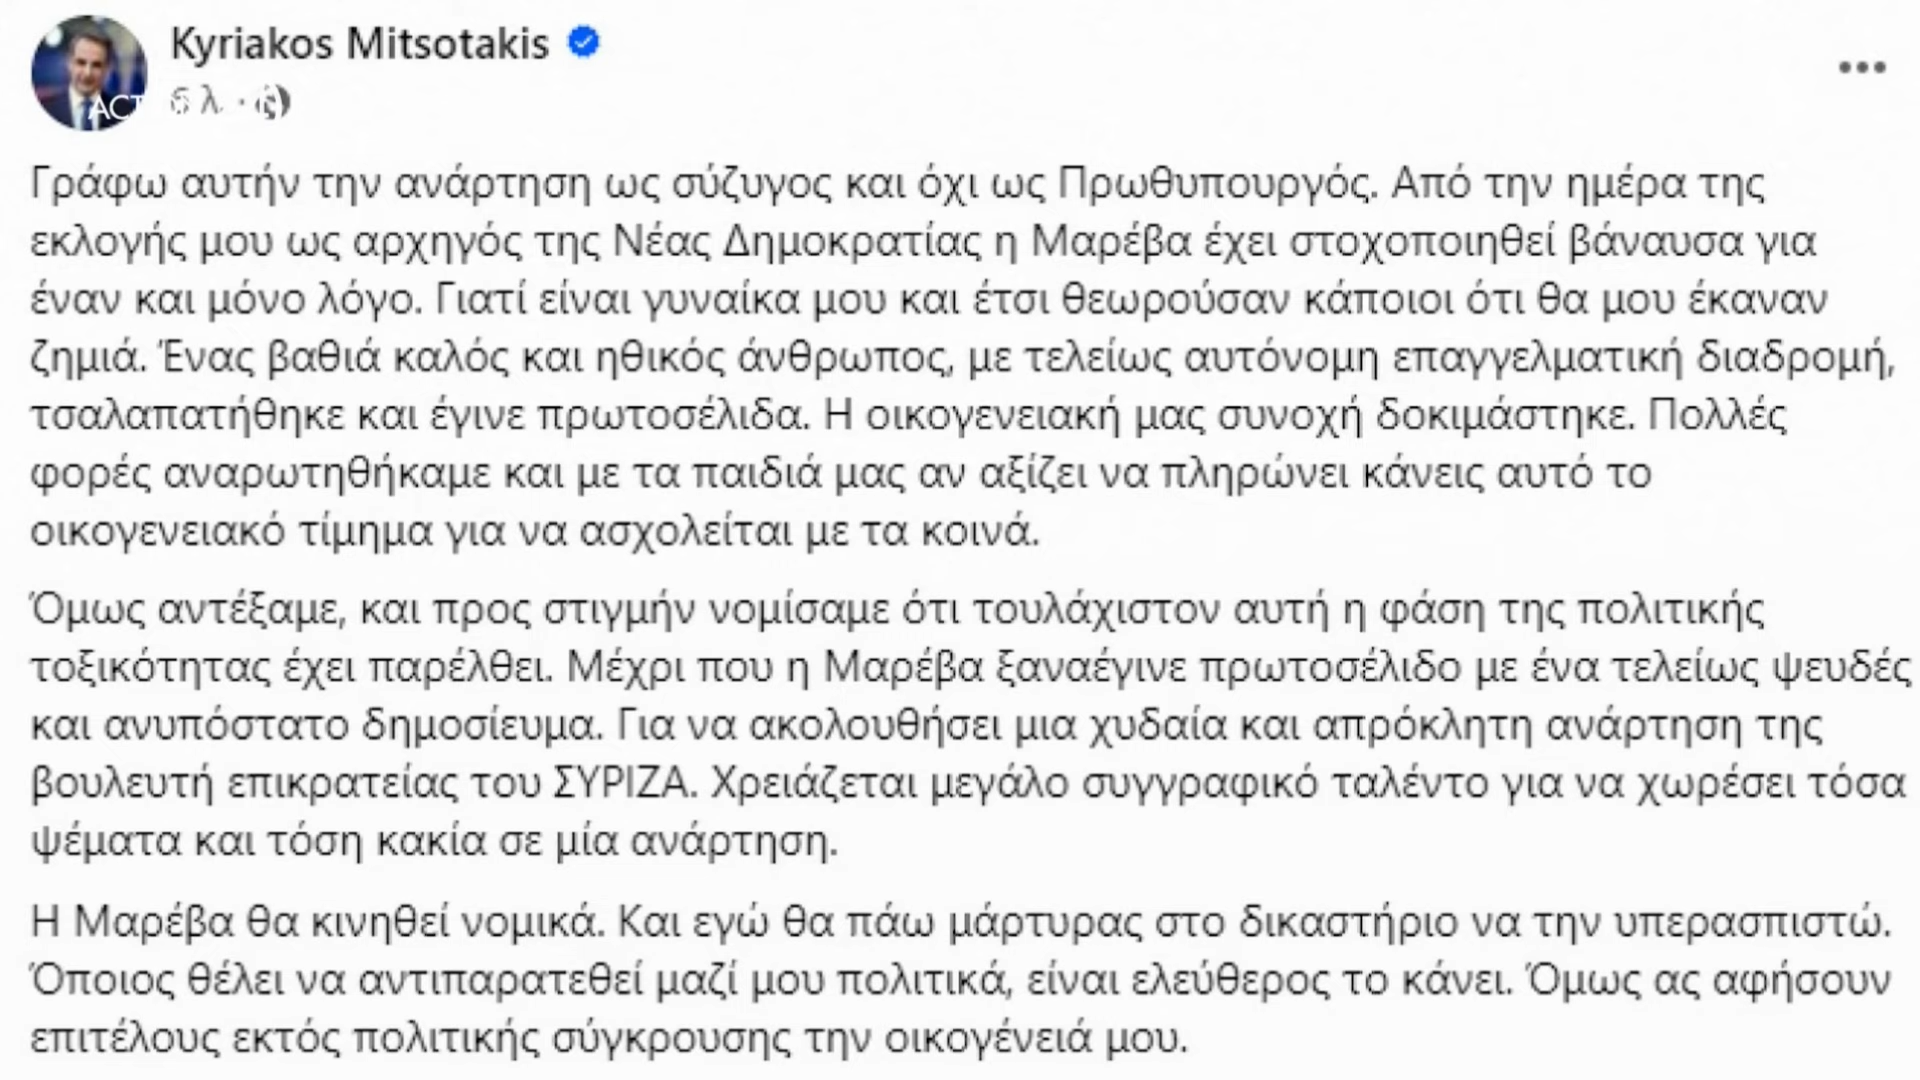 Kyriakos Mitsotakis
ACT
λ.
Γράφω αυτήν την ανάρτηση ως σύζυγος και όχι ως Πρωθυπουργός. Από την ημέρα της
εκλογής μου ως αρχηγός της Νέας Δημοκρατίας η Μαρέβα έχει στοχοποιηθεί βάναυσα για
έναν και μόνο λόγο. Γιατί είναι γυναίκα μου και έτσι θεωρούσαν κάποιοι ότι θα μου έκαναν
ζημιά. Ένας βαθιά καλός και ηθικός άνθρωπος, με τελείως αυτόνομη επαγγελματική διαδρομή,
τσαλαπατήθηκε και έγινε πρωτοσέλιδα. Η οικογενειακή μας συνοχή δοκιμάστηκε. Πολλές
φορές αναρωτηθήκαμε και με τα παιδιά μας αν αξίζει να πληρώνει κάνεις αυτό το
οικογενειακό τίμημα για να ασχολείται με τα κοινά.
Όμως αντέξαμε, και προς στιγμήν νομίσαμε ότι τουλάχιστον αυτή η φάση της πολιτικής
τοξικότητας έχει παρέλθει. Μέχρι που η Μαρέβα ξαναέγινε πρωτοσέλιδο με ένα τελείως ψευδές
και ανυπόστατο δημοσίευμα. Για να ακολουθήσει μια χυδαία και απρόκλητη ανάρτηση της
βουλευτή επικρατείας του ΣΥΡΙΖΑ. Χρειάζεται μεγάλο συγγραφικό ταλέντο για να χωρέσει τόσα
ψέματα και τόση κακία σε μία ανάρτηση.
Η Μαρέβα θα κινηθεί νομικά. Και εγώ θα πάω μάρτυρας στο δικαστήριο να την υπερασπιστώ.
Όποιος θέλει να αντιπαρατεθεί μαζί μου πολιτικά, είναι ελεύθερος το κάνει. Όμως ας αφήσουν
επιτέλους εκτός πολιτικής σύγκρουσης την οικογένειά μου.